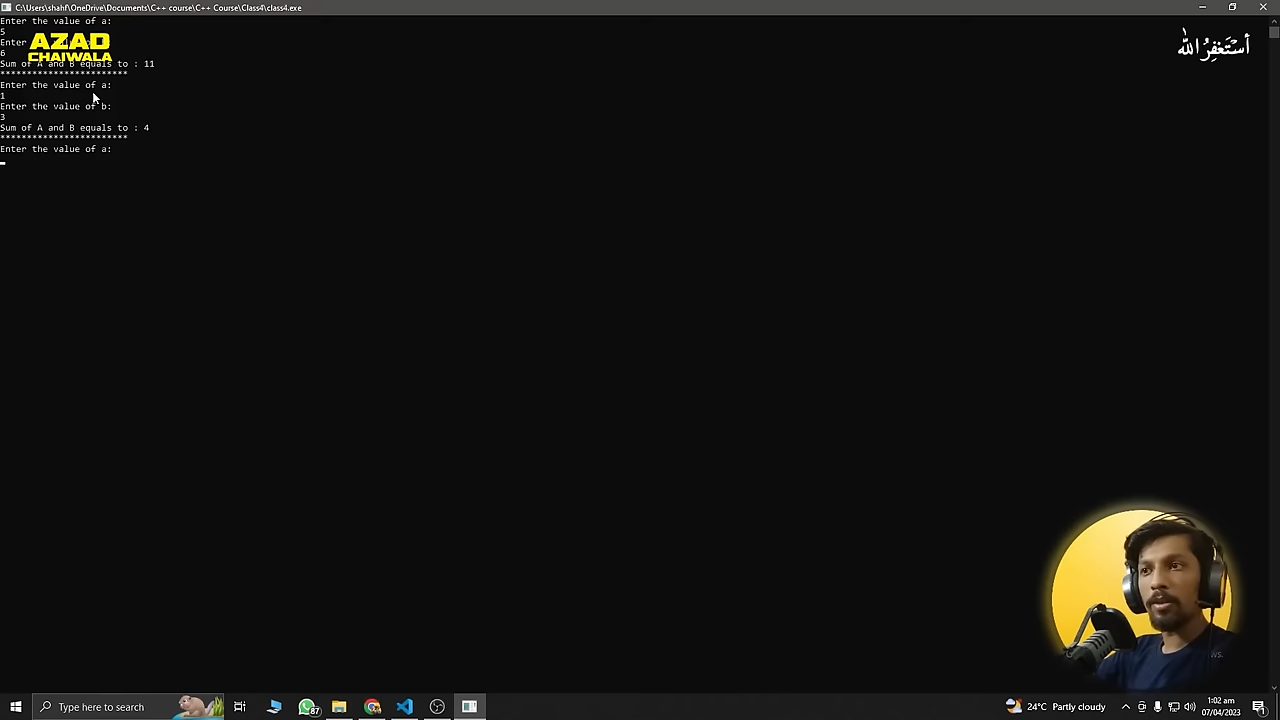 C:\Users\shahf\OneDrive\Documents\C++ course\C++ Course\Class4\class4.exe
Enter the value of a:
5
Enter
6
Sum of A and B equals to : 11
************************
Enter the value of a:
1
Enter the value of b:
3
Sum of A and B equals to : 4
************************
Enter the value of a:
AZAD
CHAIWALA
أَسْتَغْفِرُ اللّٰه
Type here to search
87
24°C Partly cloudy
1:02 am
07/04/2023
1